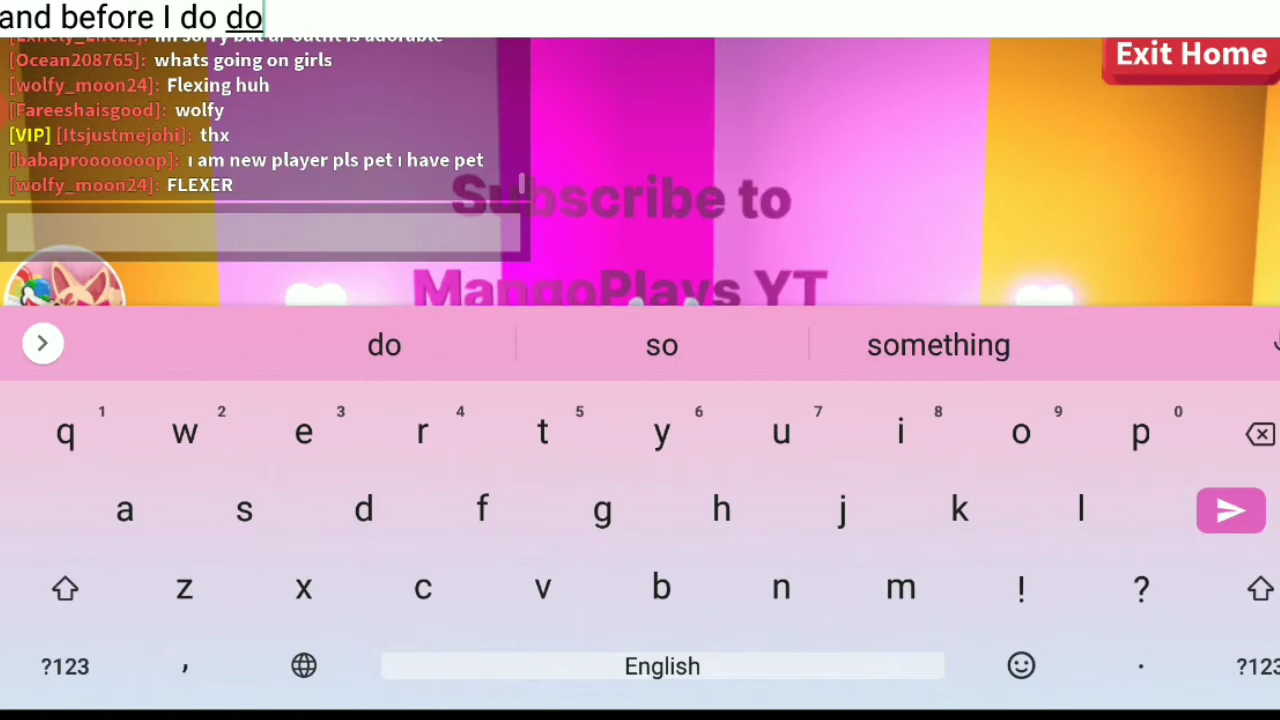 and before I do do
[Ocean208765]: whats going on girls
[wolfy_moon24]: Flexing huh
[Fareeshaisgood]: wolfy
[VIP] [Itsjustmejohi]: thx
[babaprooooooop]: ı am new player pls pet ı have pet
[wolfy_moon24]: FLEXER
Exit Home
Subscribe to
MangoPlays YT
do so something
1 2 3 4 5 6 7 8 9 0
q w e r t y u i o p
a s d f g h j k l
z x c v b n m ! ?
?123 , English . ?123